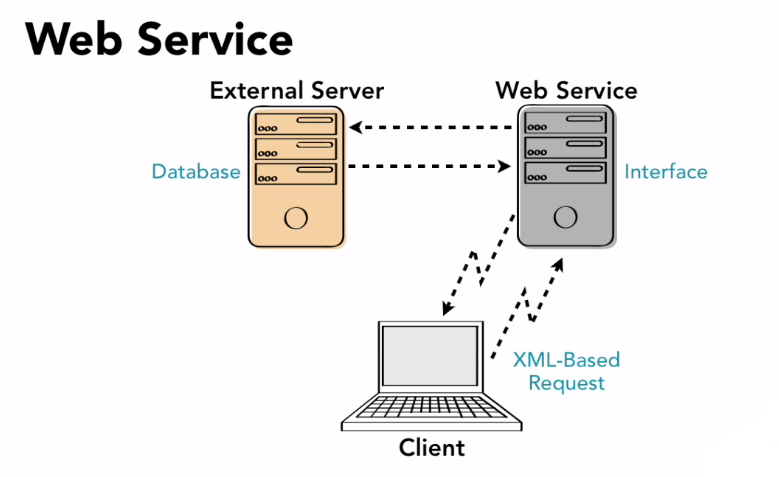 Web Service
External Server
Web Service
Database
Interface
XML-Based
Request
Client